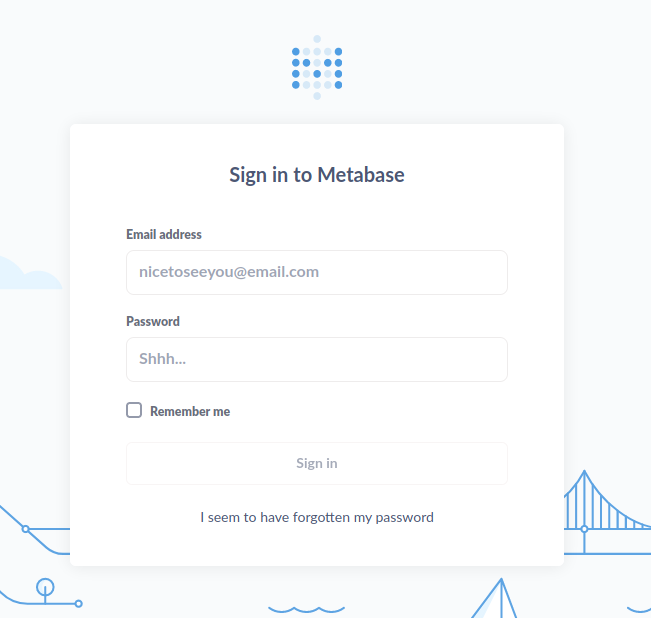 Sign in to Metabase
Email address
nicetoseeyou@email.com
Password
Shhh...
Remember me
Sign in
I seem to have forgotten my password